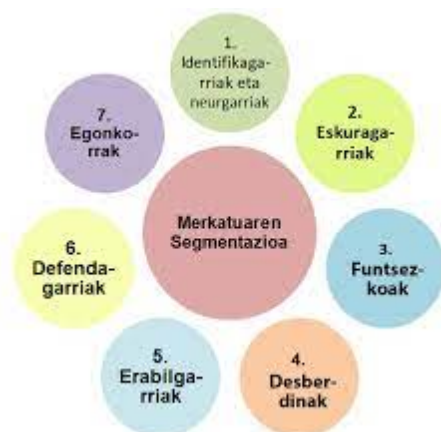 1.
Identifikaga-
rriak eta
neurgarriak
2.
Eskuraga-
rriak
3.
Funtsez-
koak
4.
Desber-
dinak
5.
Erabilga-
rriak
6.
Defenda-
garriak
7.
Egonko-
rrak
Merkatuaren
Segmentazioa